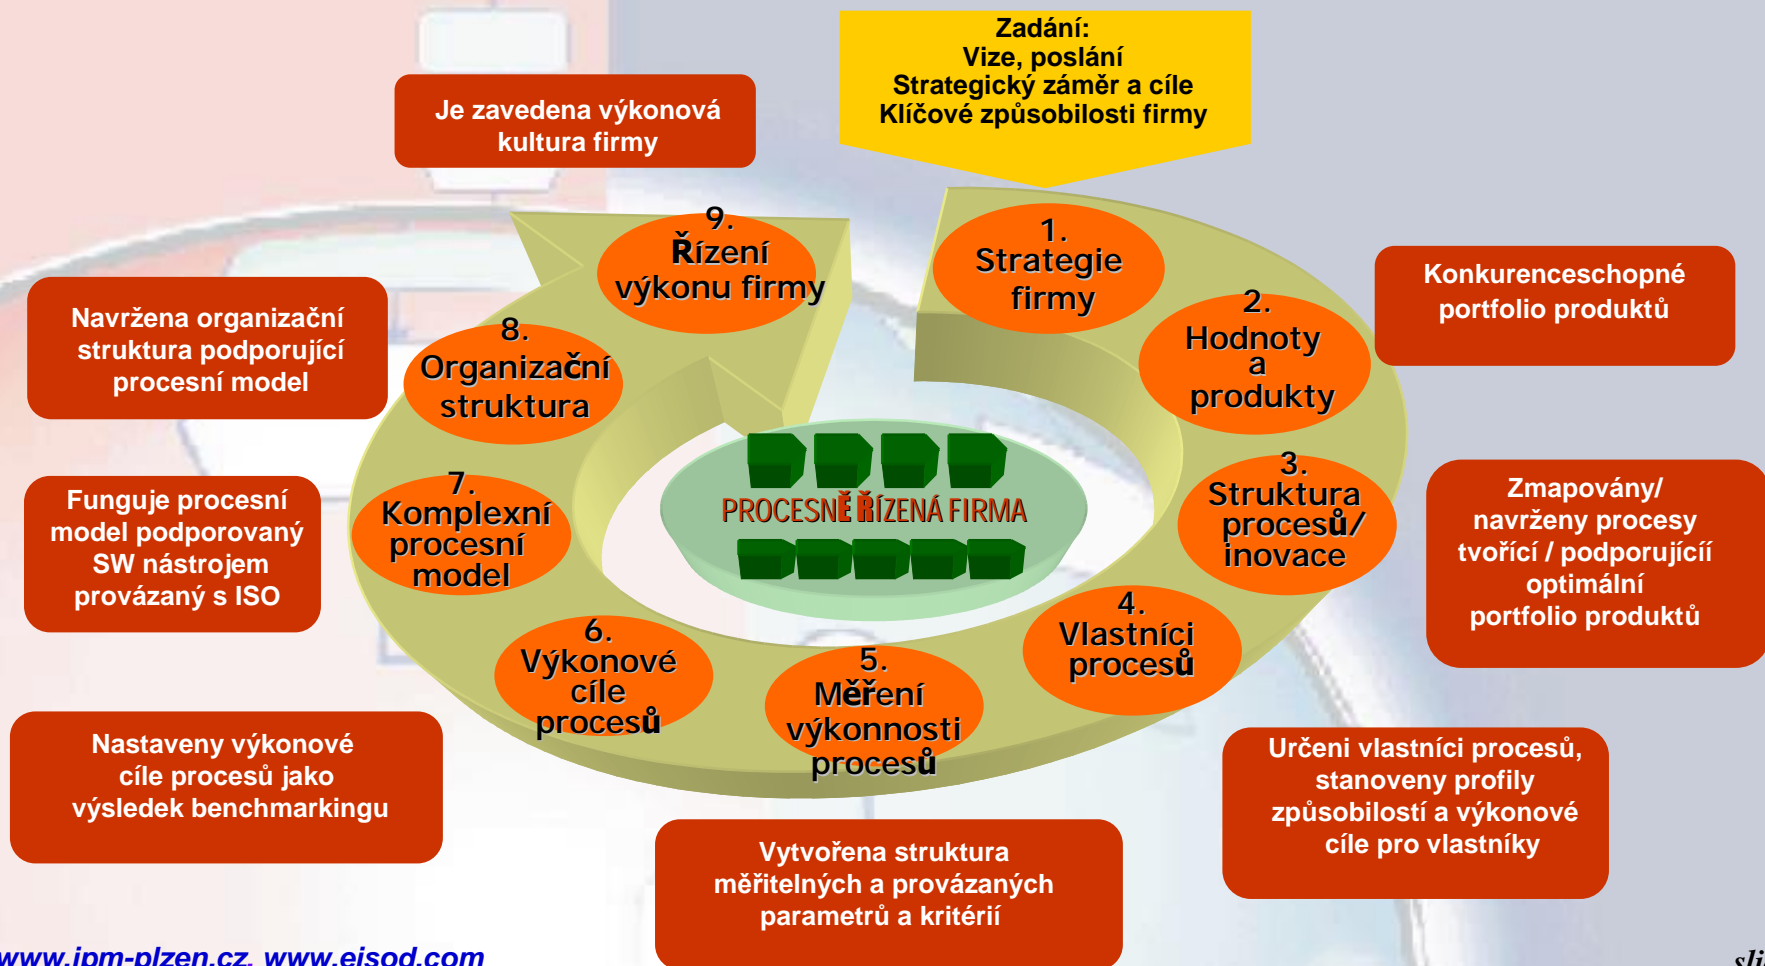 Zadání:
Vize, poslání
Strategický záměr a cíle
Klíčové způsobilosti firmy
Je zavedena výkonová
kultura firmy
1.
Strategie
firmy
2.
Hodnoty
a
produkty
Konkurenceschopné
portfolio produktů
3.
Struktura
procesů/
inovace
Zmapovány/
navrženy procesy
tvořící / podporujícíí
optimální
portfolio produktů
4.
Vlastníci
procesů
Určeni vlastníci procesů,
stanoveny profily
způsobilostí a výkonové
cíle pro vlastníky
5.
Měření
výkonnosti
procesů
Vytvořena struktura
měřitelných a provázaných
parametrů a kritérií
6.
Výkonové
cíle
procesů
Nastaveny výkonové
cíle procesů jako
výsledek benchmarkingu
7.
Komplexní
procesní
model
Funguje procesní
model podporovaný
SW nástrojem
provázaný s ISO
8.
Organizační
struktura
Navržena organizační
struktura podporující
procesní model
9.
Řízení
výkonu firmy
PROCESNĚ ŘÍZENÁ FIRMA
www.ipm-plzen.cz, www.eisod.com